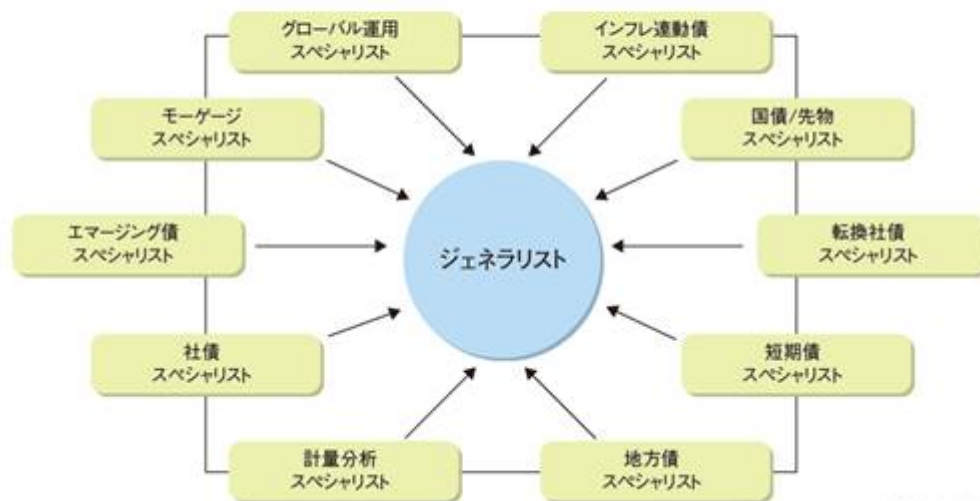 グローバル運用
スペシャリスト
インフレ連動債
スペシャリスト
モーゲージ
スペシャリスト
国債/先物
スペシャリスト
エマージング債
スペシャリスト
ジェネラリスト
転換社債
スペシャリスト
社債
スペシャリスト
短期債
スペシャリスト
計量分析
スペシャリスト
地方債
スペシャリスト